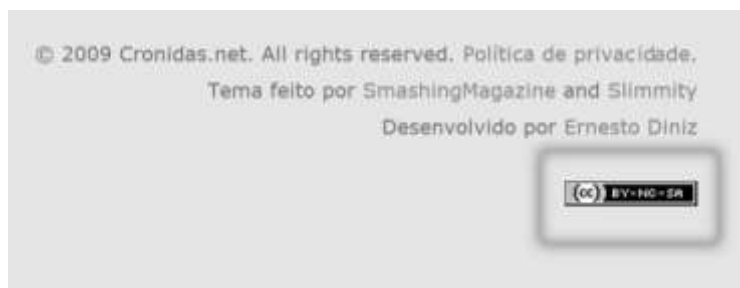 © 2009 Cronidas.net. All rights reserved. Política de privacidade.
Tema feito por SmashingMagazine and Slimmity
Desenvolvido por Ernesto Diniz
(cc) BY-NC-SA